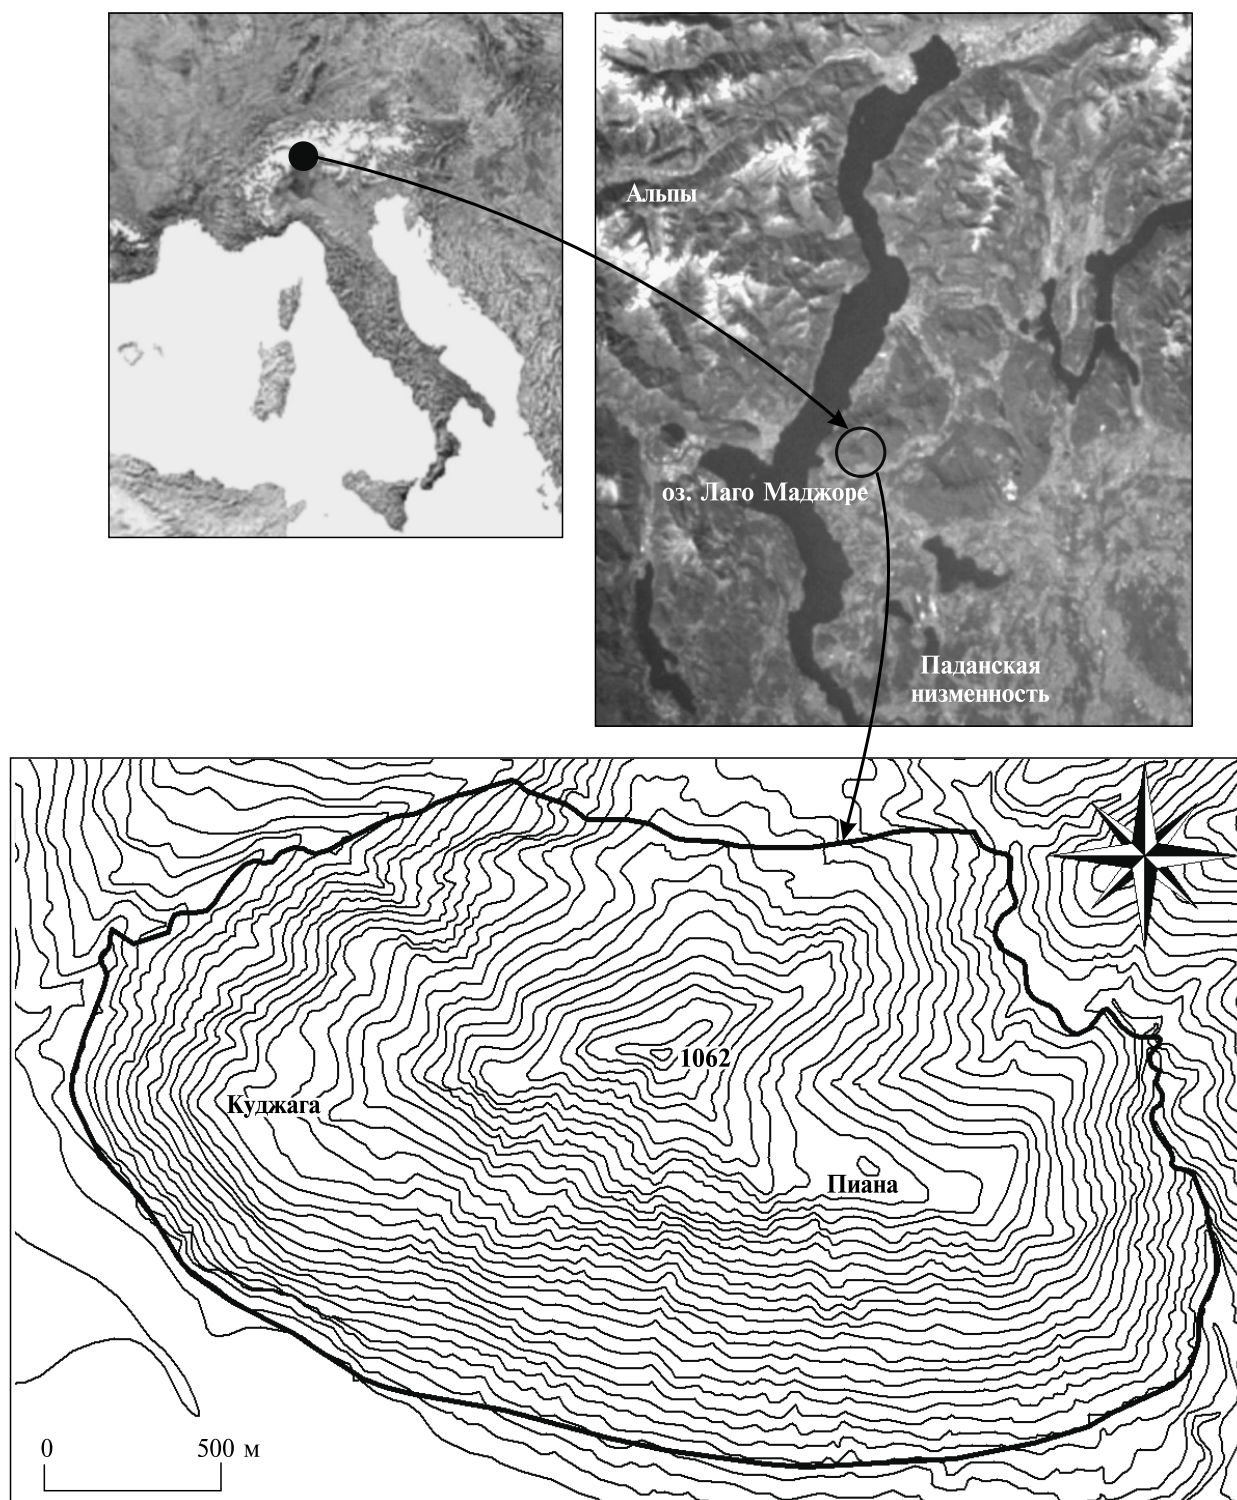 Альпы
оз. Лаго Маджоре
Паданская
низменность
1062
Куджага
Пиана
0 500 м